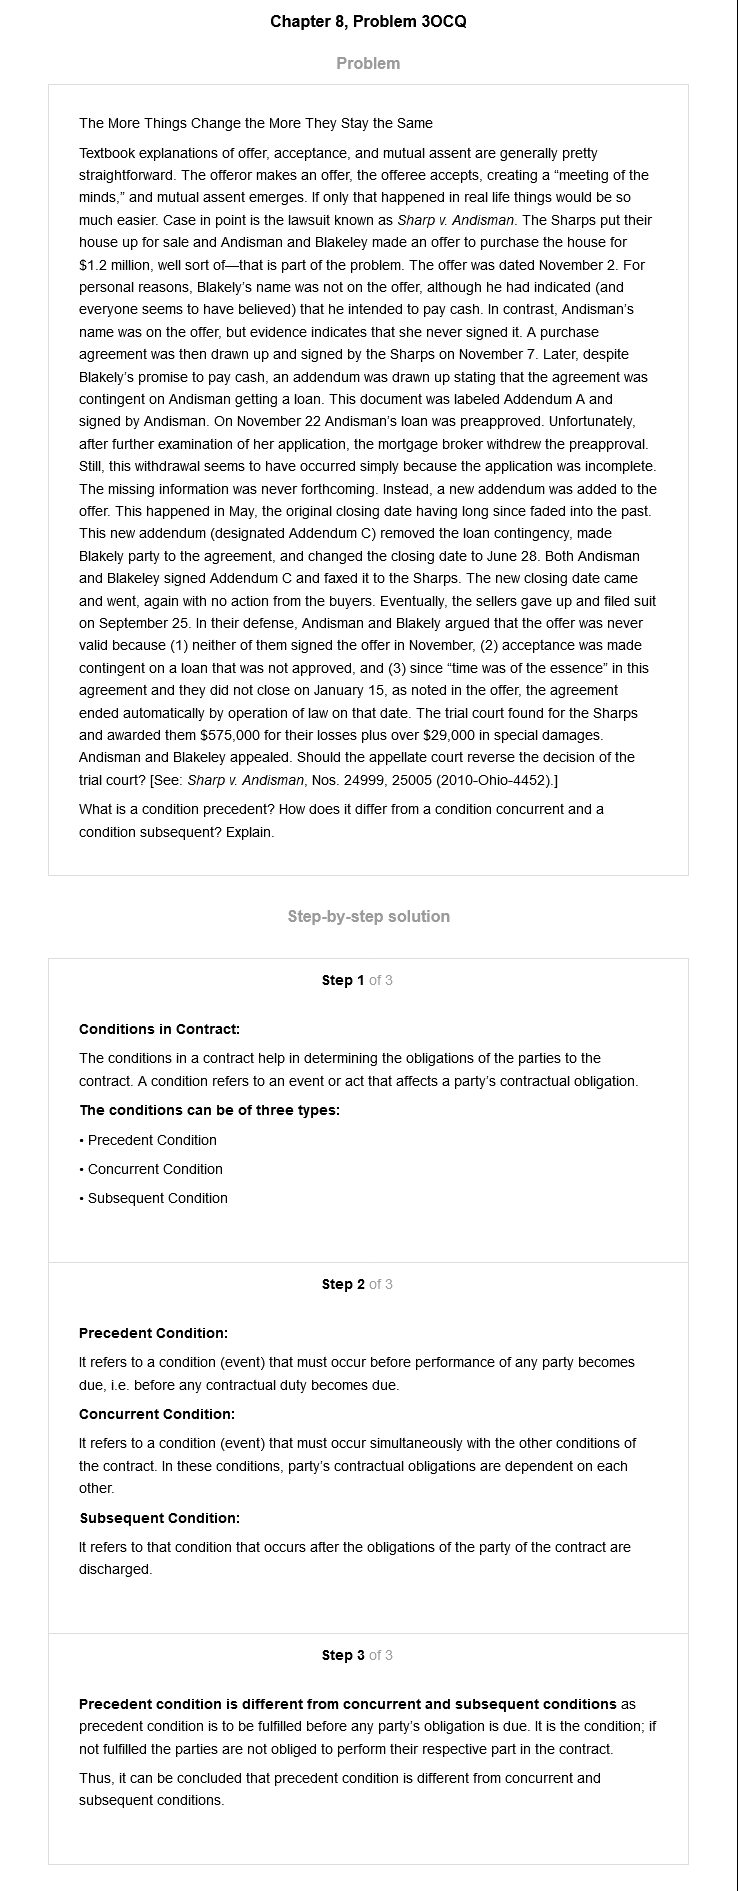 Chapter 8, Problem 3OCQ
Problem
The More Things Change the More They Stay the Same
Textbook explanations of offer, acceptance, and mutual assent are generally pretty
straightforward. The offeror makes an offer, the offeree accepts, creating a “meeting of the
minds,” and mutual assent emerges. If only that happened in real life things would be so
much easier. Case in point is the lawsuit known as Sharp v. Andisman. The Sharps put their
house up for sale and Andisman and Blakeley made an offer to purchase the house for
$1.2 million, well sort of—that is part of the problem. The offer was dated November 2. For
personal reasons, Blakely’s name was not on the offer, although he had indicated (and
everyone seems to have believed) that he intended to pay cash. In contrast, Andisman’s
name was on the offer, but evidence indicates that she never signed it. A purchase
agreement was then drawn up and signed by the Sharps on November 7. Later, despite
Blakely’s promise to pay cash, an addendum was drawn up stating that the agreement was
contingent on Andisman getting a loan. This document was labeled Addendum A and
signed by Andisman. On November 22 Andisman’s loan was preapproved. Unfortunately,
after further examination of her application, the mortgage broker withdrew the preapproval.
Still, this withdrawal seems to have occurred simply because the application was incomplete.
The missing information was never forthcoming. Instead, a new addendum was added to the
offer. This happened in May, the original closing date having long since faded into the past.
This new addendum (designated Addendum C) removed the loan contingency, made
Blakely party to the agreement, and changed the closing date to June 28. Both Andisman
and Blakeley signed Addendum C and faxed it to the Sharps. The new closing date came
and went, again with no action from the buyers. Eventually, the sellers gave up and filed suit
on September 25. In their defense, Andisman and Blakely argued that the offer was never
valid because (1) neither of them signed the offer in November, (2) acceptance was made
contingent on a loan that was not approved, and (3) since “time was of the essence” in this
agreement and they did not close on January 15, as noted in the offer, the agreement
ended automatically by operation of law on that date. The trial court found for the Sharps
and awarded them $575,000 for their losses plus over $29,000 in special damages.
Andisman and Blakeley appealed. Should the appellate court reverse the decision of the
trial court? [See: Sharp v. Andisman, Nos. 24999, 25005 (2010-Ohio-4452).]
What is a condition precedent? How does it differ from a condition concurrent and a
condition subsequent? Explain.
Step-by-step solution
Step 1 of 3
Conditions in Contract:
The conditions in a contract help in determining the obligations of the parties to the
contract. A condition refers to an event or act that affects a party’s contractual obligation.
The conditions can be of three types:
• Precedent Condition
• Concurrent Condition
• Subsequent Condition
Step 2 of 3
Precedent Condition:
It refers to a condition (event) that must occur before performance of any party becomes
due, i.e. before any contractual duty becomes due.
Concurrent Condition:
It refers to a condition (event) that must occur simultaneously with the other conditions of
the contract. In these conditions, party’s contractual obligations are dependent on each
other.
Subsequent Condition:
It refers to that condition that occurs after the obligations of the party of the contract are
discharged.
Step 3 of 3
Precedent condition is different from concurrent and subsequent conditions as
precedent condition is to be fulfilled before any party’s obligation is due. It is the condition; if
not fulfilled the parties are not obliged to perform their respective part in the contract.
Thus, it can be concluded that precedent condition is different from concurrent and
subsequent conditions.